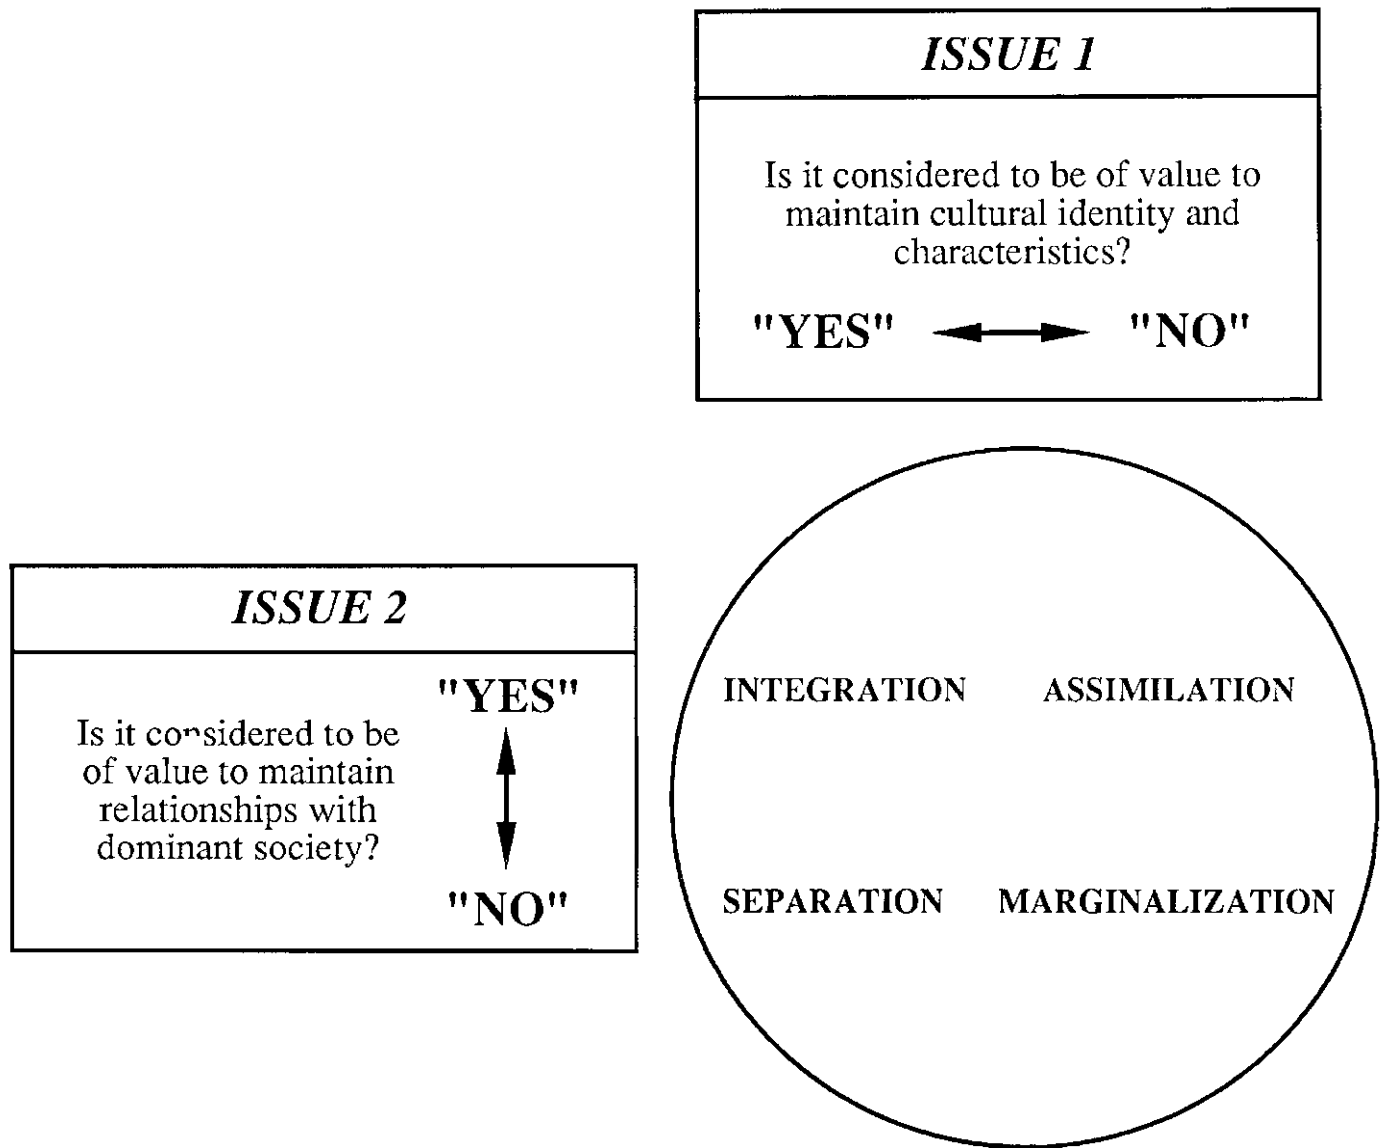 ISSUE 1
Is it considered to be of value to
maintain cultural identity and
characteristics?
"YES" "NO"
ISSUE 2
"YES"
Is it considered to be
of value to maintain
relationships with
dominant society?
"NO"
INTEGRATION ASSIMILATION
SEPARATION MARGINALIZATION